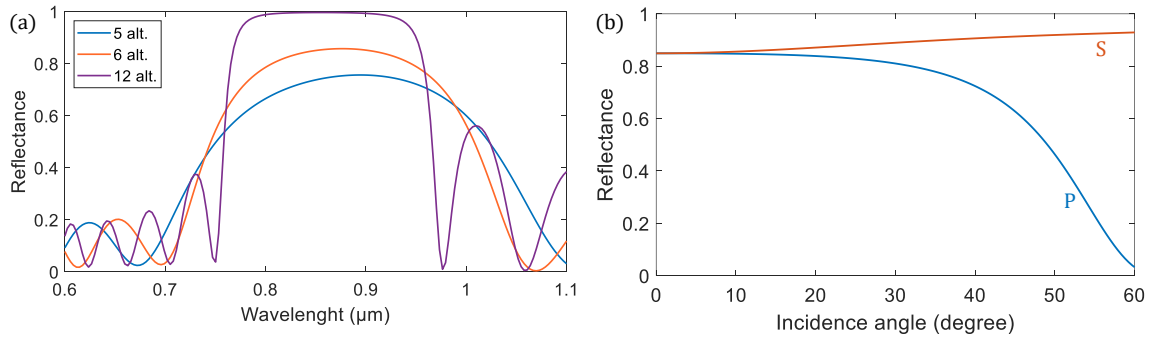 (a)
1
0.8
0.6
0.4
0.2
0
Reflectance
5 alt.
6 alt.
12 alt.
0.6 0.7 0.8 0.9 1 1.1
Wavelenght (μm)
(b)
1
0.8
0.6
0.4
0.2
0
Reflectance
S
P
0 10 20 30 40 50 60
Incidence angle (degree)